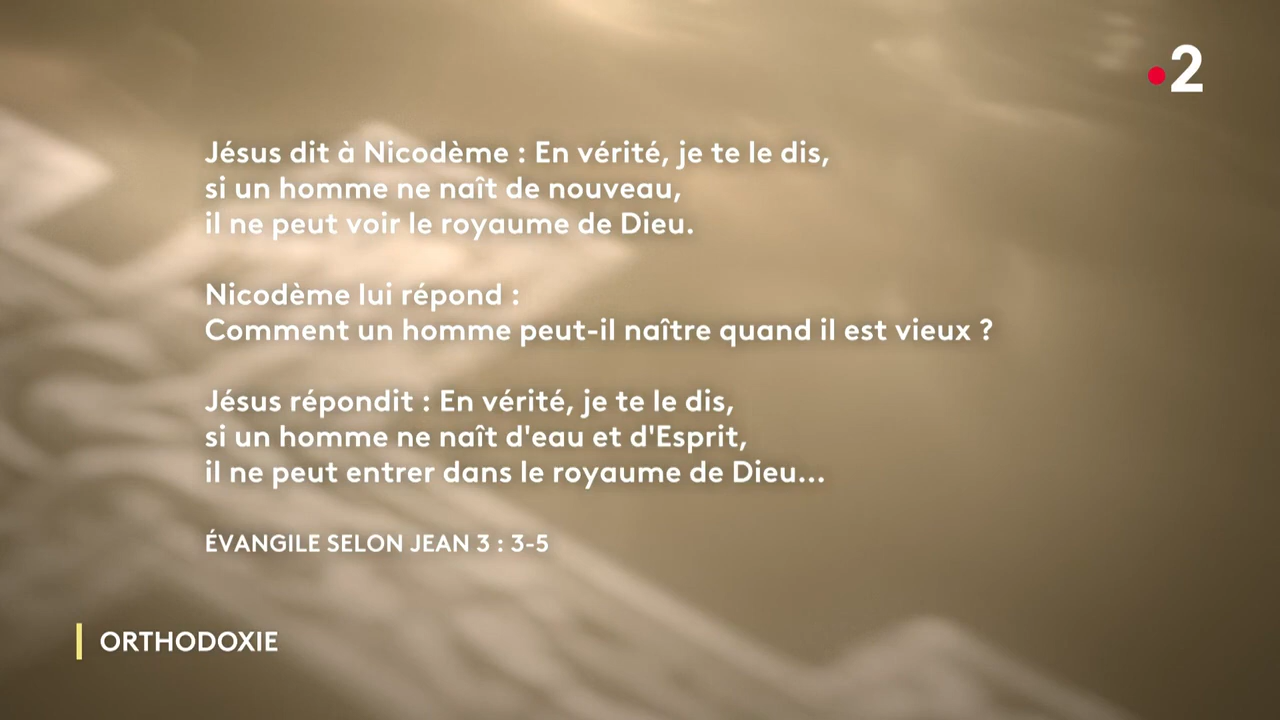 2
Jésus dit à Nicodème : En vérité, je te le dis,
si un homme ne naît de nouveau,
il ne peut voir le royaume de Dieu.
Nicodème lui répond :
Comment un homme peut-il naître quand il est vieux ?
Jésus répondit : En vérité, je te le dis,
si un homme ne naît d'eau et d'Esprit,
il ne peut entrer dans le royaume de Dieu...
ÉVANGILE SELON JEAN 3 : 3-5
ORTHODOXIE